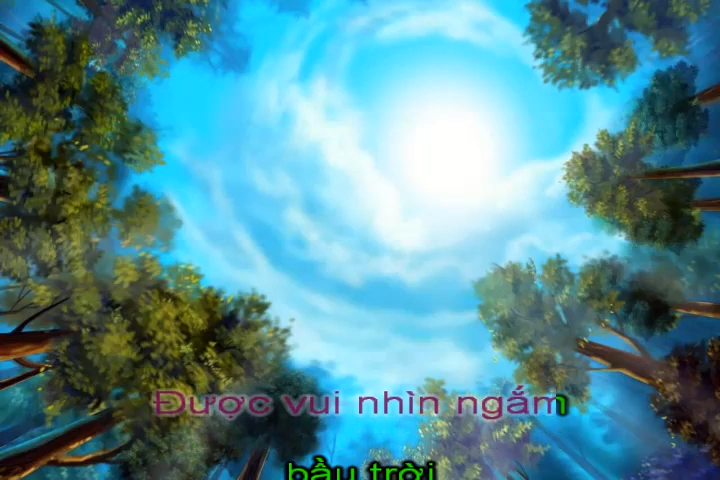 Được vui nhìn ngắm
bầu trời